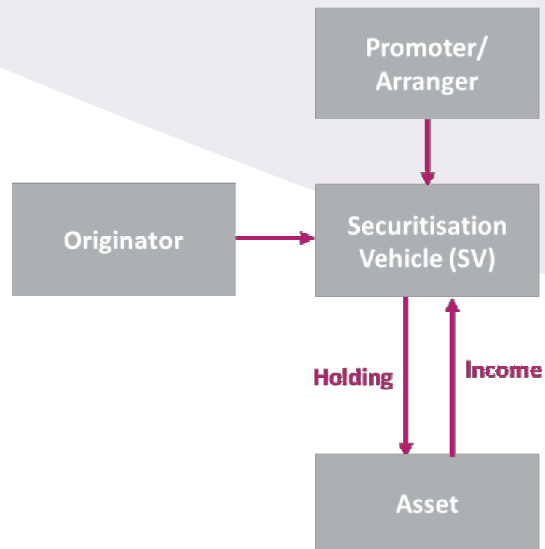 Promoter/
Arranger
Originator
Securitisation
Vehicle (SV)
Holding
Income
Asset